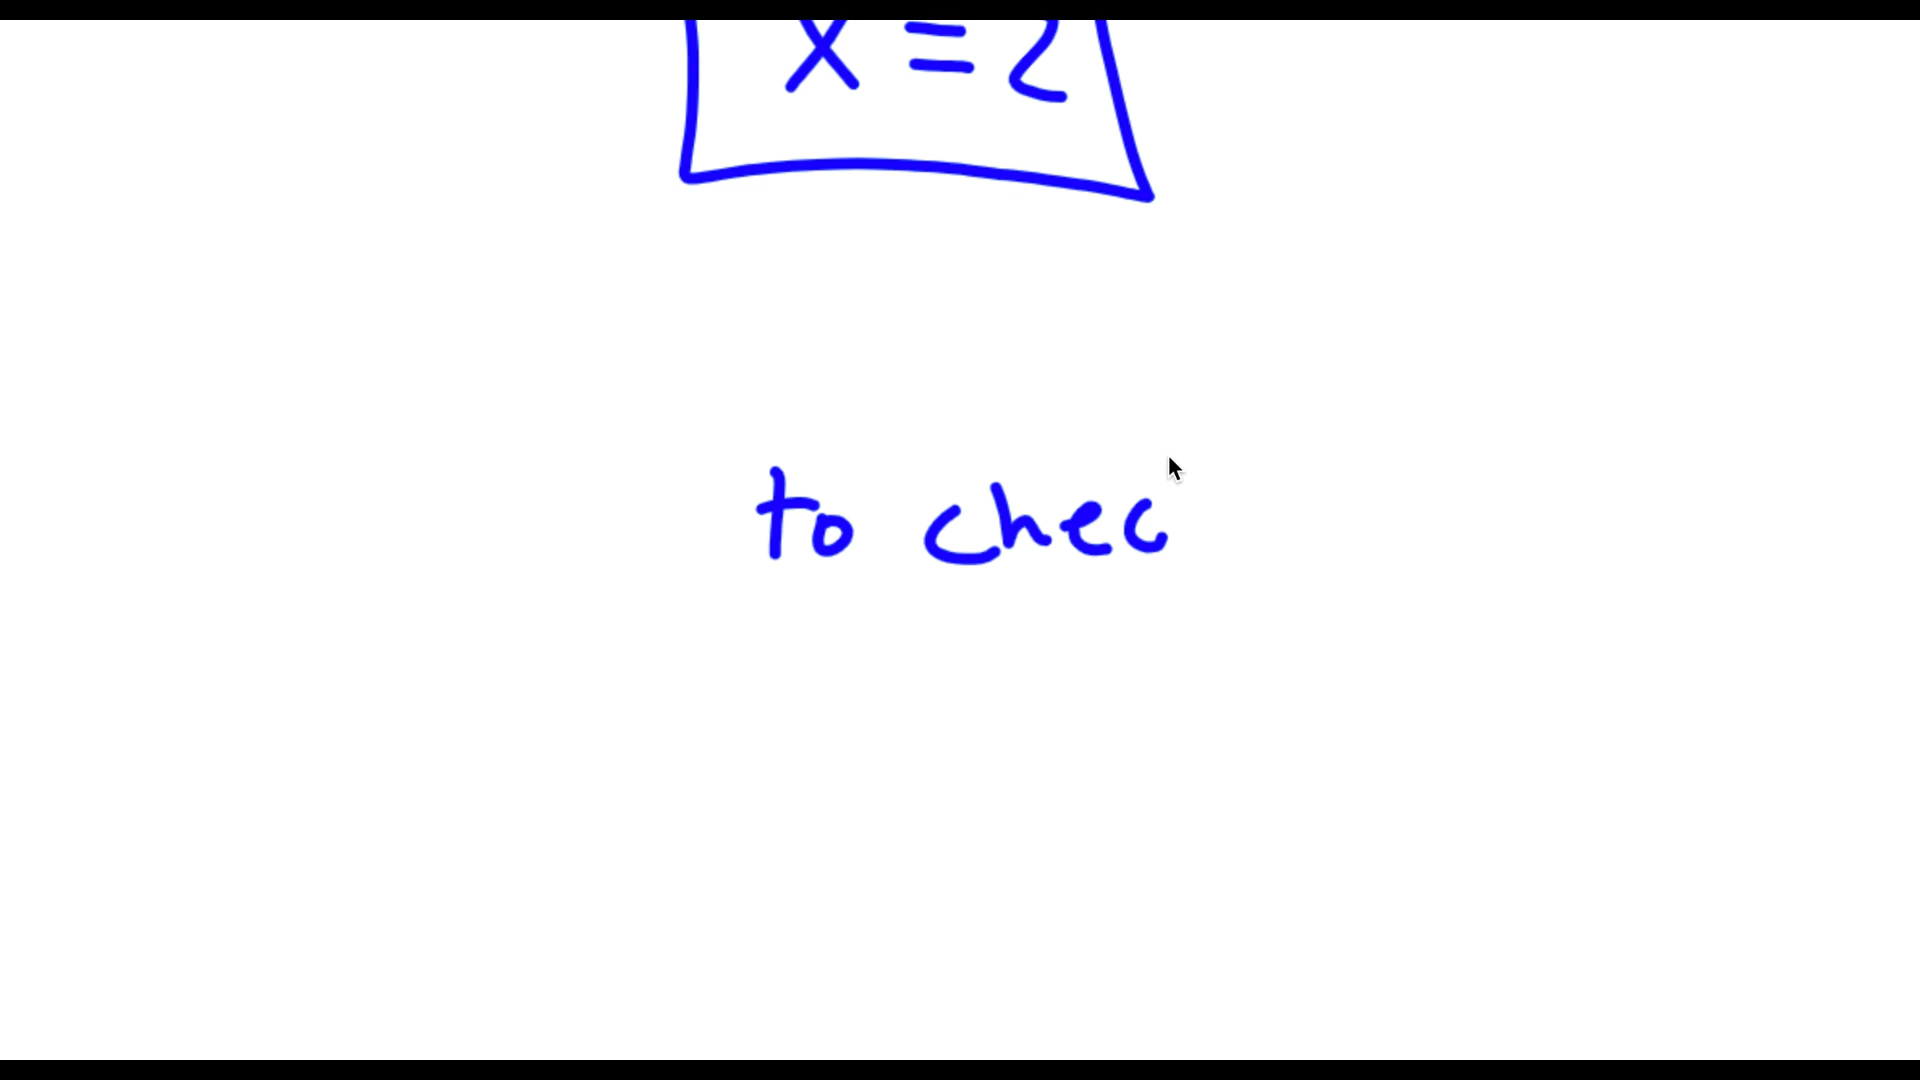 x = 2
to chec